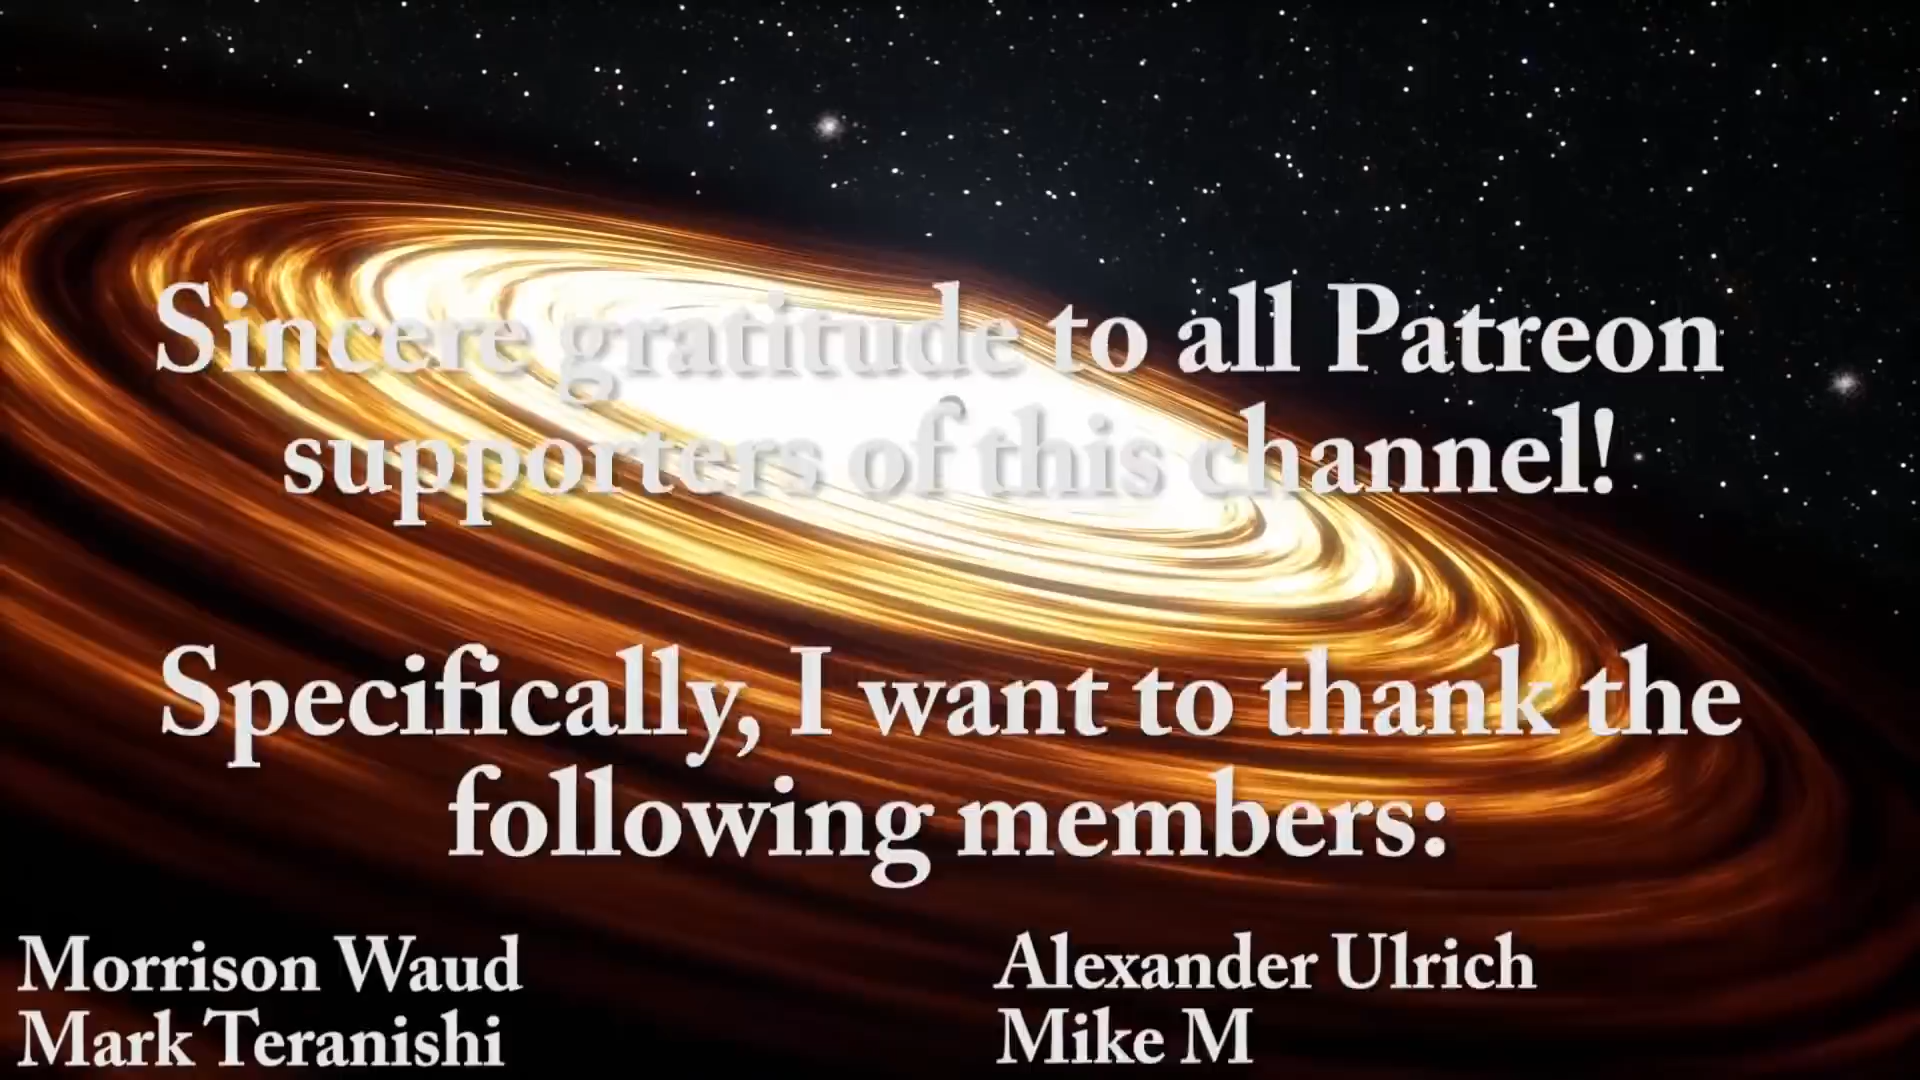 Sincere gratitude to all Patreon
supporters of this channel!
Specifically, I want to thank the
following members:
Morrison Waud
Alexander Ulrich
Mark Teranishi
Mike M